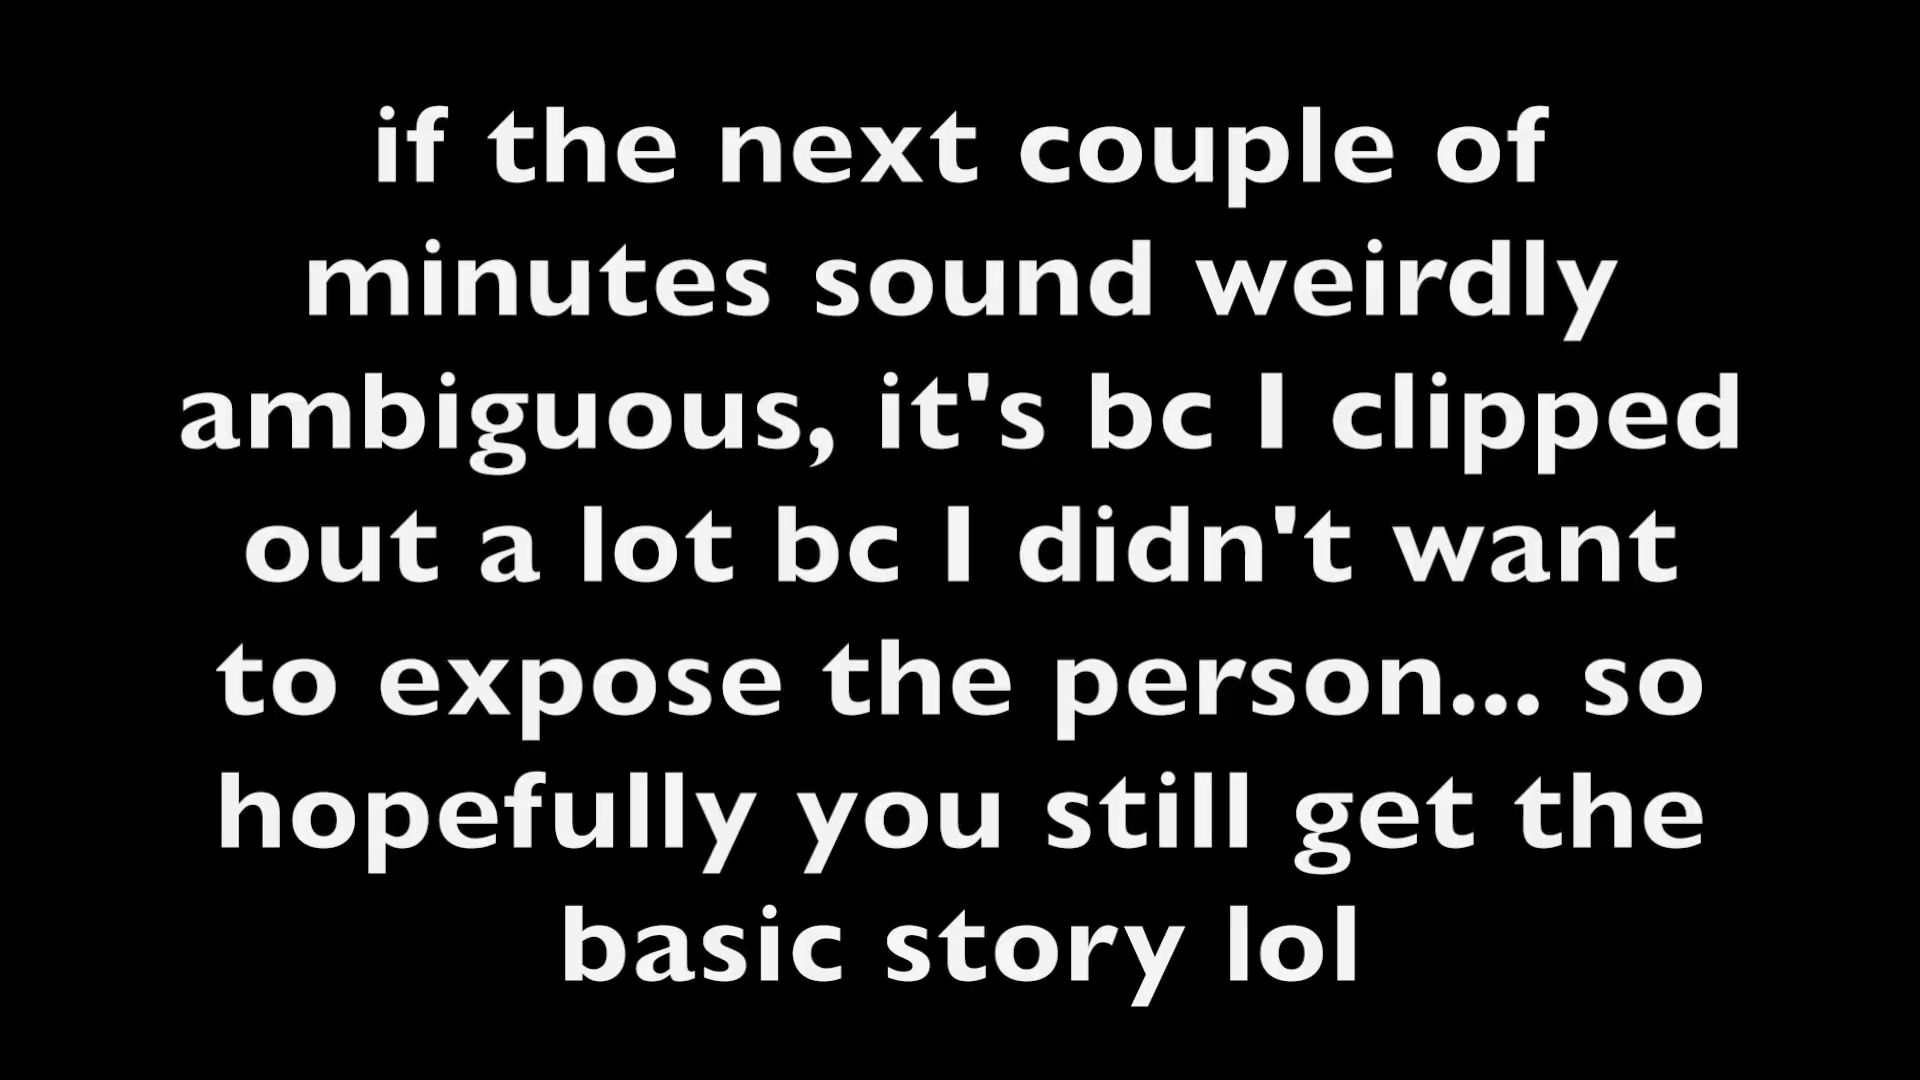 if the next couple of
minutes sound weirdly
ambiguous, it's bc I clipped
out a lot bc I didn't want
to expose the person... so
hopefully you still get the
basic story lol